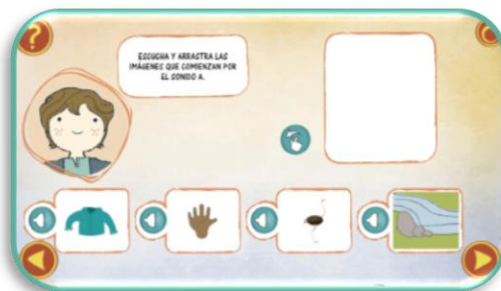 ?
ESCUCHA Y ARRASTRA LAS
IMÁGENES QUE COMIENZAN POR
EL SONIDO A.